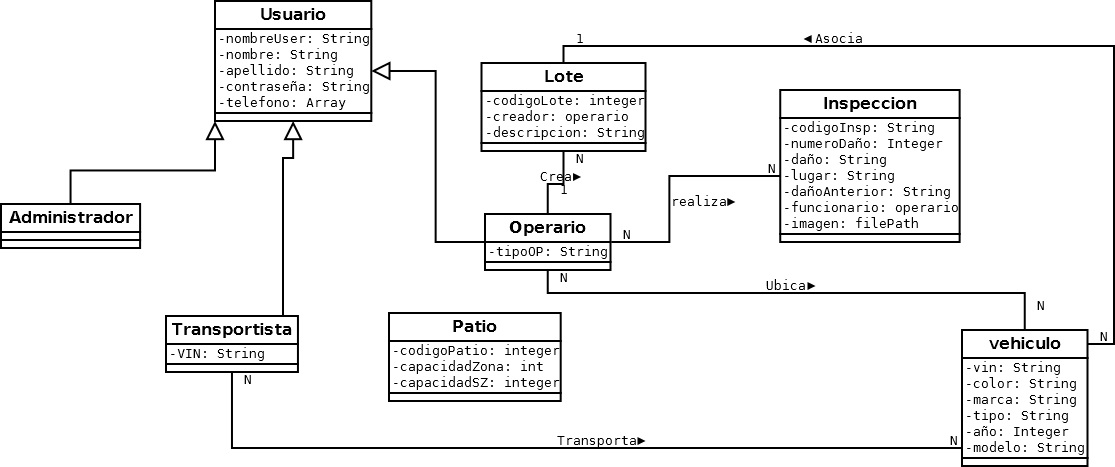 Usuario
-nombreUser: String
-nombre: String
-apellido: String
-contraseña: String
-telefono: Array
1
◄Asocia
Lote
-codigoLote: integer
-creador: operario
-descripcion: String
Inspeccion
-codigoInsp: String
-numeroDaño: Integer
-daño: String
-lugar: String
-dañoAnterior: String
-funcionario: operario
-imagen: filePath
N
Crea►
1
N
realiza►
Administrador
Operario
-tipoOP: String
N
N
Ubica►
N
Transportista
-VIN: String
N
Patio
-codigoPatio: integer
-capacidadZona: int
-capacidadSZ: integer
N
vehiculo
-vin: String
-color: String
-marca: String
-tipo: String
-año: Integer
-modelo: String
Transporta►
N